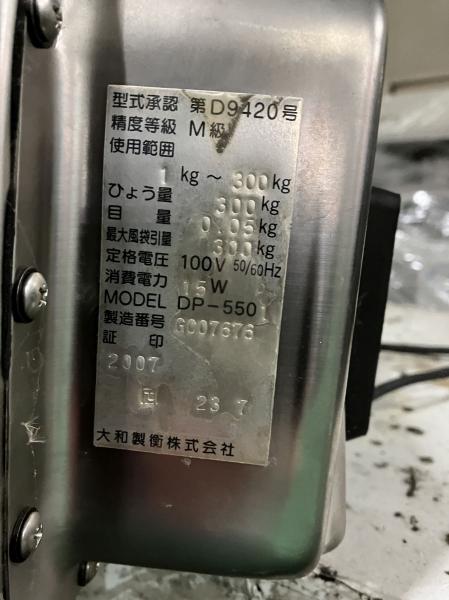 型式承認 第D9420号
精度等級 M級
使用範囲
1 kg ~ 300 kg
ひょう量 300 kg
目量 0.05 kg
最大風袋引量 300 kg
定格電圧 100V 50/60Hz
消費電力 15 W
MODEL DP-5501
製造番号 GC07676
証印
2007
23 7
大和製衡株式会社